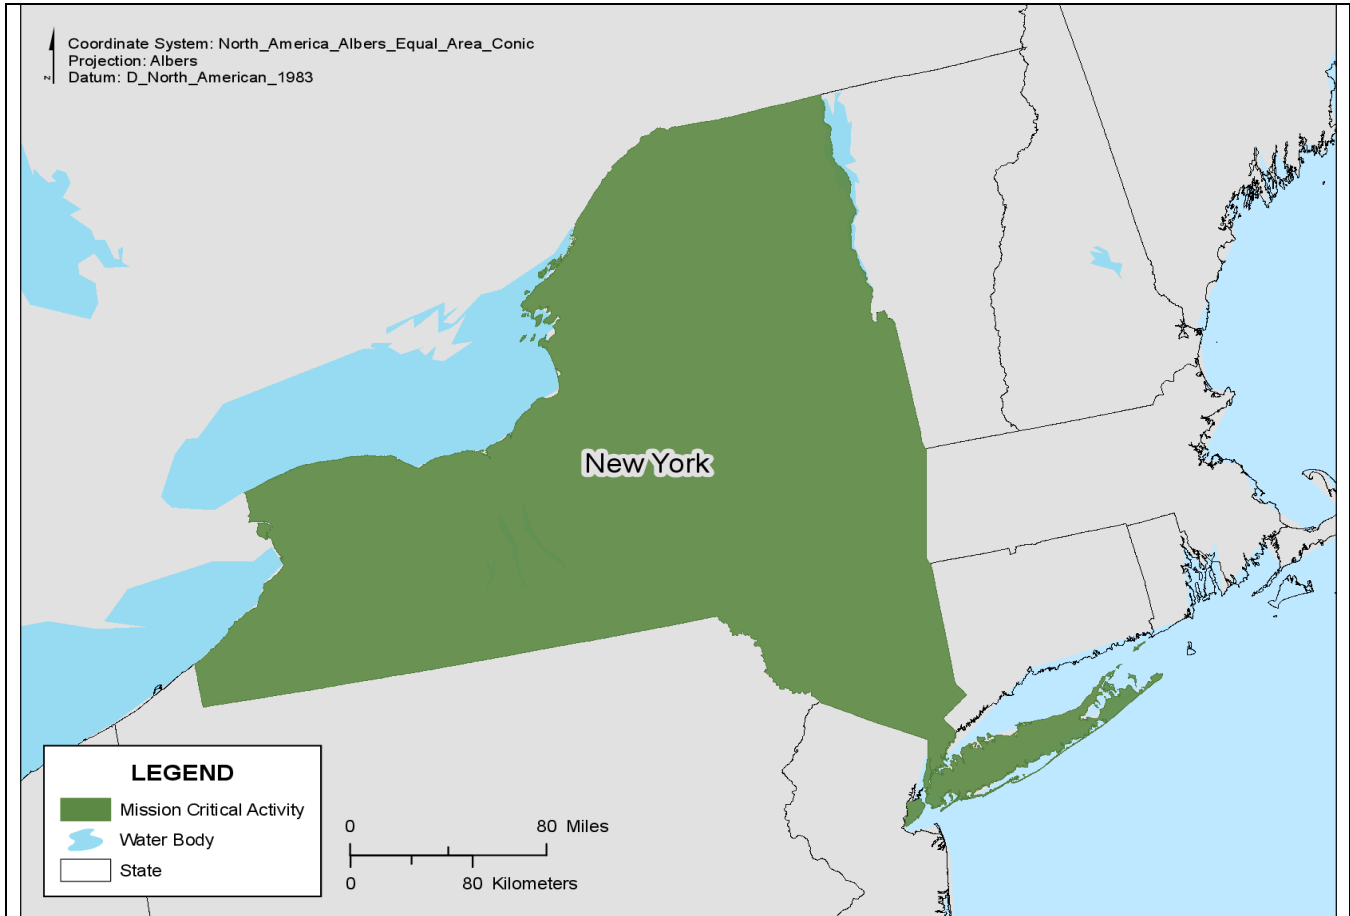 Coordinate System: North_America_Albers_Equal_Area_Conic
Projection: Albers
Datum: D_North_American_1983
N
New York
LEGEND
Mission Critical Activity
Water Body
State
0 80 Miles
0 80 Kilometers